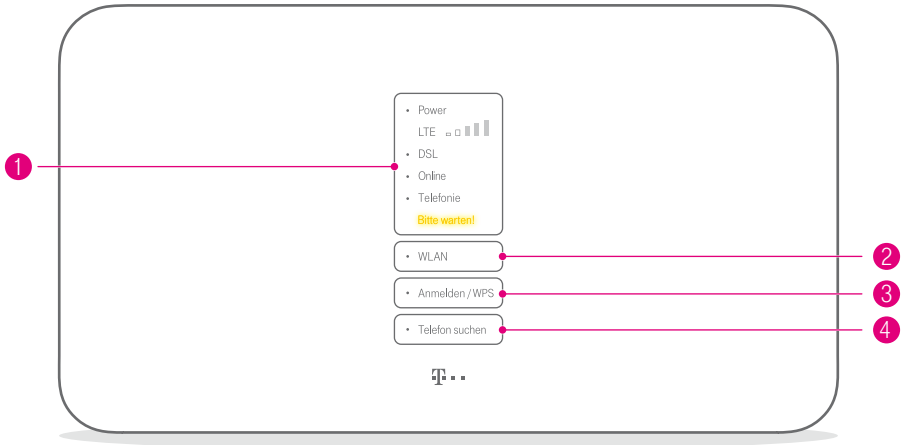 Power
LTE
DSL
1
Online
Telefonie
Bitte warten!
WLAN
2
Anmelden / WPS
3
Telefon suchen
4
T